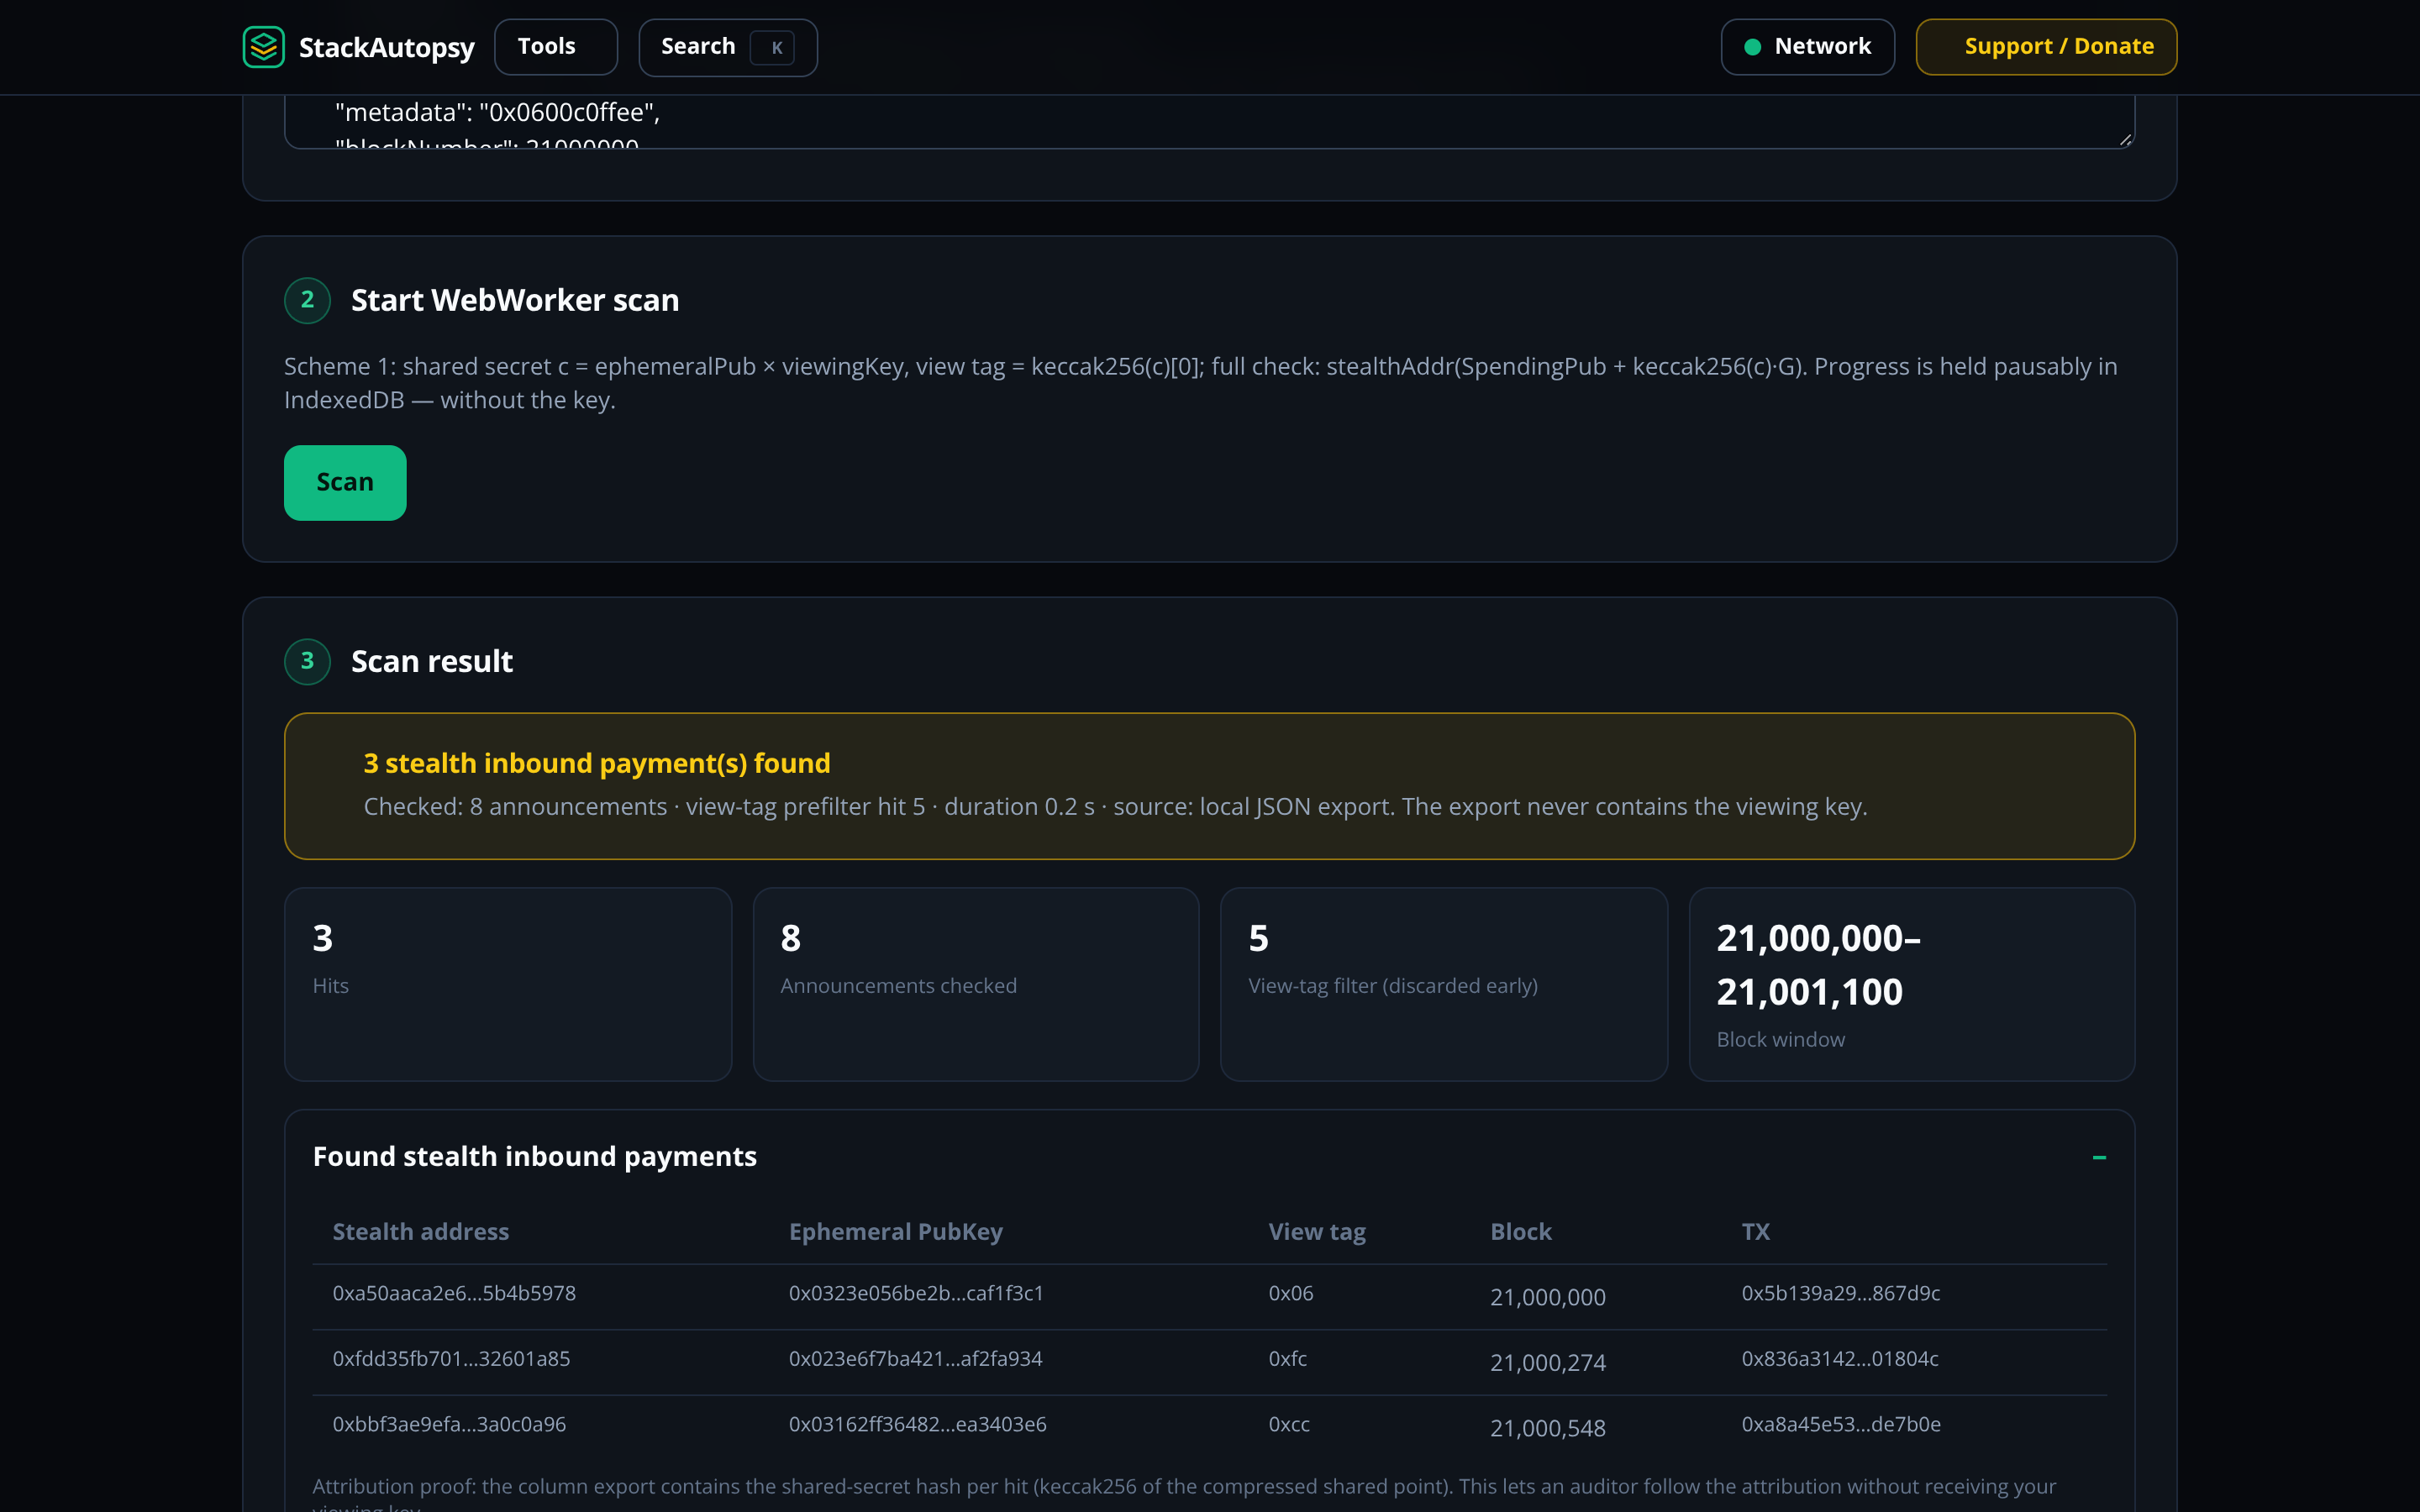 StackAutopsy
Tools
Search K
Network
Support / Donate
"metadata": "0x0600c0ffee",
"blockNumber": 21000000,
2
Start WebWorker scan
Scheme 1: shared secret c = ephemeralPub × viewingKey, view tag = keccak256(c)[0]; full check: stealthAddr(SpendingPub + keccak256(c)·G). Progress is held pausably in
IndexedDB — without the key.
Scan
3
Scan result
3 stealth inbound payment(s) found
Checked: 8 announcements · view-tag prefilter hit 5 · duration 0.2 s · source: local JSON export. The export never contains the viewing key.
3
Hits
8
Announcements checked
5
View-tag filter (discarded early)
21,000,000–
21,001,100
Block window
Found stealth inbound payments
–
Stealth address Ephemeral PubKey View tag Block TX
0xa50aaca2e6…5b4b5978 0x0323e056be2b…caf1f3c1 0x06 21,000,000 0x5b139a29…867d9c
0xfdd35fb701…32601a85 0x023e6f7ba421…af2fa934 0xfc 21,000,274 0x836a3142…01804c
0xbbf3ae9efa…3a0c0a96 0x03162ff36482…ea3403e6 0xcc 21,000,548 0xa8a45e53…de7b0e
Attribution proof: the column export contains the shared-secret hash per hit (keccak256 of the compressed shared point). This lets an auditor follow the attribution without receiving your
viewing key.